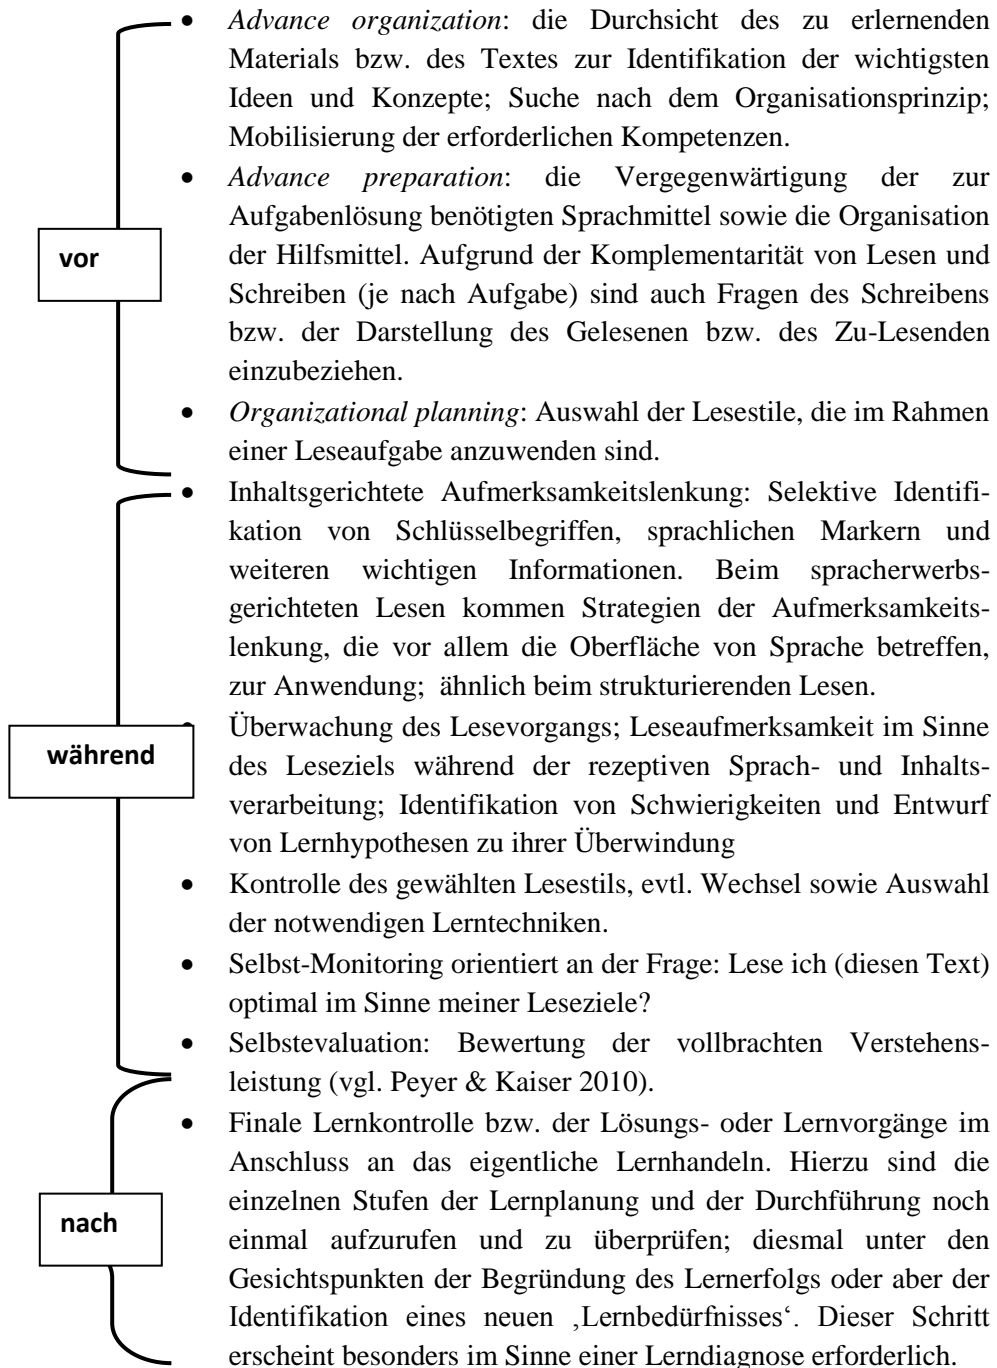 • Advance organization: die Durchsicht des zu erlernenden
Materials bzw. des Textes zur Identifikation der wichtigsten
Ideen und Konzepte; Suche nach dem Organisationsprinzip;
Mobilisierung der erforderlichen Kompetenzen.
• Advance preparation: die Vergegenwärtigung der zur
Aufgabenlösung benötigten Sprachmittel sowie die Organisation
vor
der Hilfsmittel. Aufgrund der Komplementarität von Lesen und
Schreiben (je nach Aufgabe) sind auch Fragen des Schreibens
bzw. der Darstellung des Gelesenen bzw. des Zu-Lesenden
einzubeziehen.
• Organizational planning: Auswahl der Lesestile, die im Rahmen
einer Leseaufgabe anzuwenden sind.
• Inhaltsgerichtete Aufmerksamkeitslenkung: Selektive Identifi-
kation von Schlüsselbegriffen, sprachlichen Markern und
weiteren wichtigen Informationen. Beim spracherwerbs-
gerichteten Lesen kommen Strategien der Aufmerksamkeits-
lenkung, die vor allem die Oberfläche von Sprache betreffen,
zur Anwendung; ähnlich beim strukturierenden Lesen.
• Überwachung des Lesevorgangs; Leseaufmerksamkeit im Sinne
während
des Leseziels während der rezeptiven Sprach- und Inhalts-
verarbeitung; Identifikation von Schwierigkeiten und Entwurf
von Lernhypothesen zu ihrer Überwindung
• Kontrolle des gewählten Lesestils, evtl. Wechsel sowie Auswahl
der notwendigen Lerntechniken.
• Selbst-Monitoring orientiert an der Frage: Lese ich (diesen Text)
optimal im Sinne meiner Leseziele?
• Selbstevaluation: Bewertung der vollbrachten Verstehens-
leistung (vgl. Peyer & Kaiser 2010).
• Finale Lernkontrolle bzw. der Lösungs- oder Lernvorgänge im
Anschluss an das eigentliche Lernhandeln. Hierzu sind die
einzelnen Stufen der Lernplanung und der Durchführung noch
nach
einmal aufzurufen und zu überprüfen; diesmal unter den
Gesichtspunkten der Begründung des Lernerfolgs oder aber der
Identifikation eines neuen ‚Lernbedürfnisses‘. Dieser Schritt
erscheint besonders im Sinne einer Lerndiagnose erforderlich.